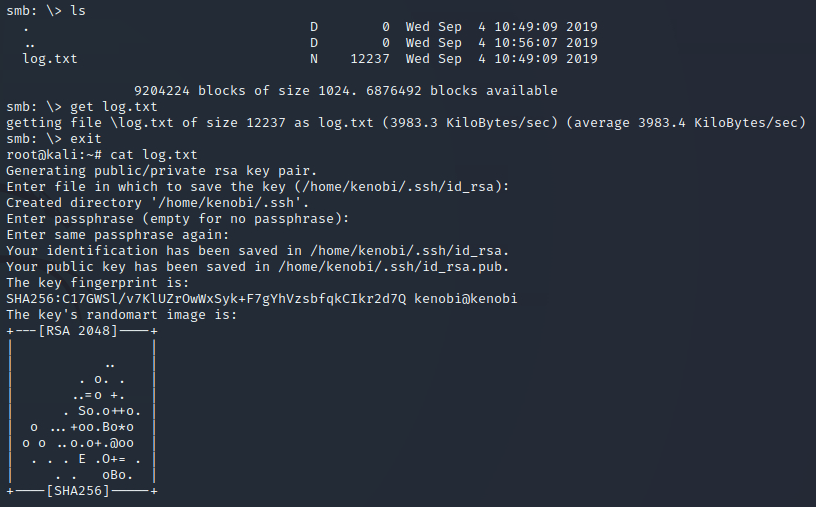 smb: \> ls
  .                                   D        0  Wed Sep  4 10:49:09 2019
  ..                                  D        0  Wed Sep  4 10:56:07 2019
  log.txt                             N    12237  Wed Sep  4 10:49:09 2019

                9204224 blocks of size 1024. 6876492 blocks available
smb: \> get log.txt
getting file \log.txt of size 12237 as log.txt (3983.3 KiloBytes/sec) (average 3983.4 KiloBytes/sec)
smb: \> exit
root@kali:~# cat log.txt
Generating public/private rsa key pair.
Enter file in which to save the key (/home/kenobi/.ssh/id_rsa):
Created directory '/home/kenobi/.ssh'.
Enter passphrase (empty for no passphrase):
Enter same passphrase again:
Your identification has been saved in /home/kenobi/.ssh/id_rsa.
Your public key has been saved in /home/kenobi/.ssh/id_rsa.pub.
The key fingerprint is:
SHA256:C17GWSl/v7KlUZrOwWxSyk+F7gYhVzsbfqkCIkr2d7Q kenobi@kenobi
The key's randomart image is:
+---[RSA 2048]----+
|                 |
|           ..    |
|        . o. .   |
|       ..=o +.   |
|      . So.o++o. |
|  o ...+oo.Bo*o  |
| o o ..o.o+.@oo  |
|  . . . E .O+= . |
|     . .   oBo.  |
+----[SHA256]-----+